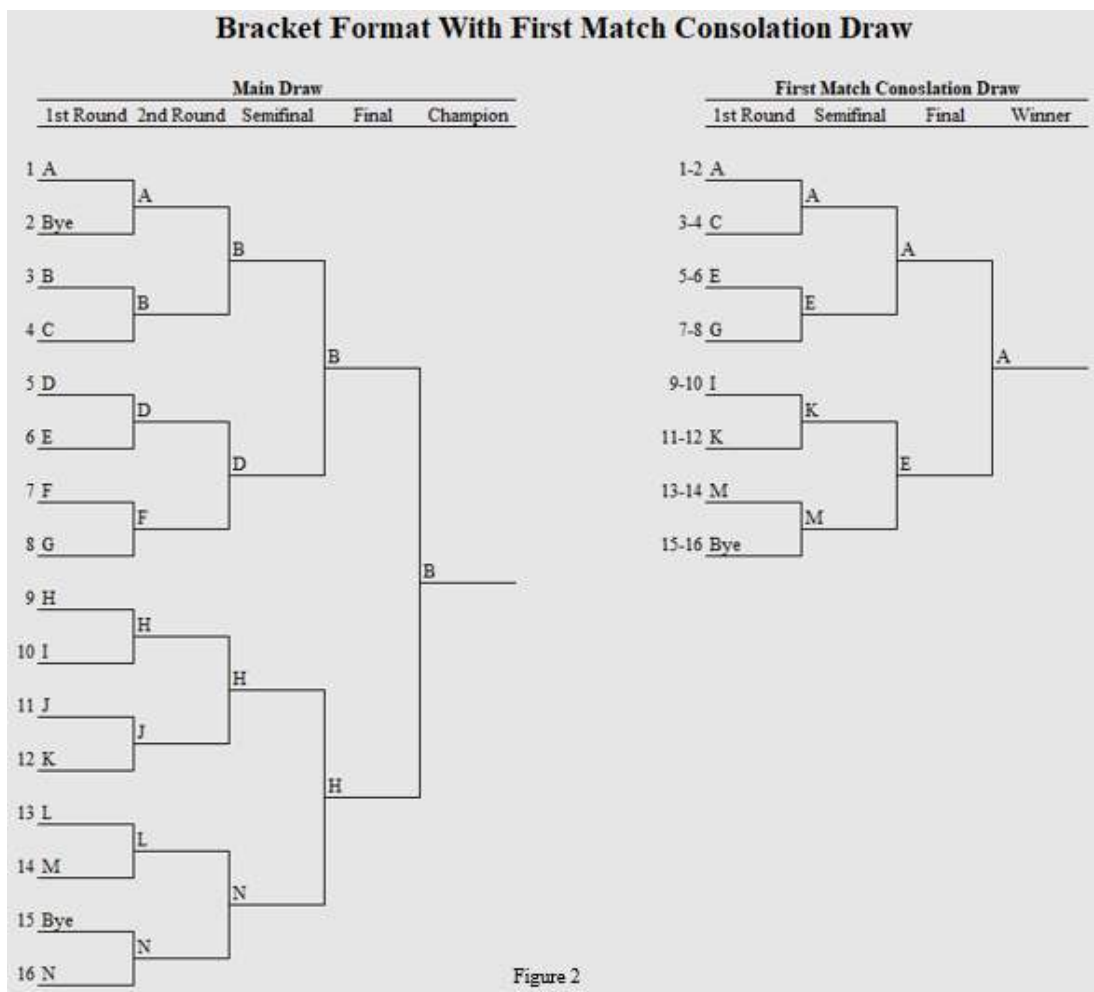 Bracket Format With First Match Consolation Draw
Main Draw
First Match Conoslation Draw
1st Round 2nd Round Semifinal Final Champion
1st Round Semifinal Final Winner
1 A
A
2 Bye
B
3 B
B
4 C
B
5 D
D
6 E
D
7 F
F
8 G
B
9 H
H
10 I
H
11 J
J
12 K
H
13 L
L
14 M
N
15 Bye
N
16 N
1-2 A
A
3-4 C
A
5-6 E
E
7-8 G
A
9-10 I
K
11-12 K
E
13-14 M
M
15-16 Bye
Figure 2